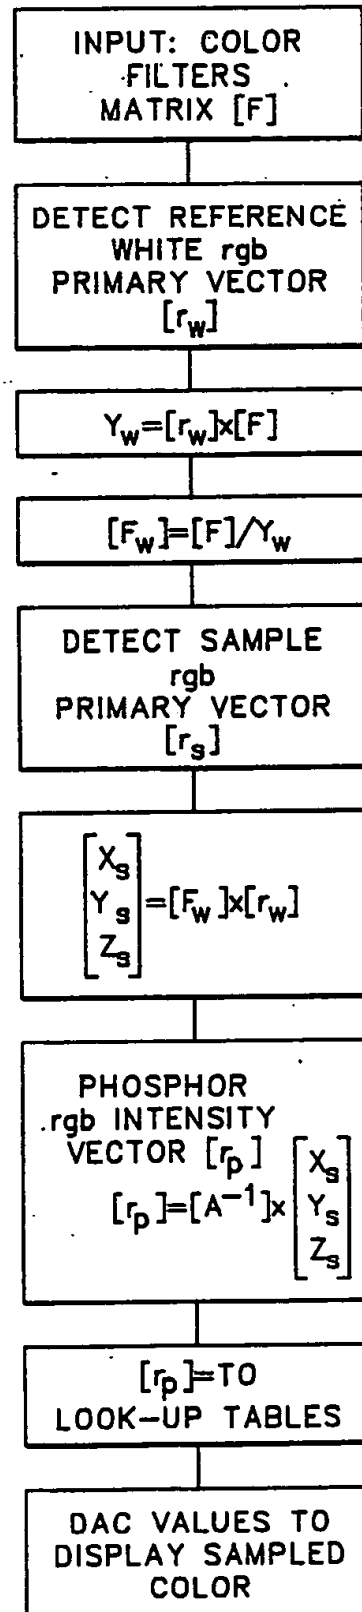 INPUT: COLOR
FILTERS
MATRIX [F]
DETECT REFERENCE
WHITE rgb
PRIMARY VECTOR
[r_w]
Y_w=[r_w]x[F]
[F_w]=[F]/Y_w
DETECT SAMPLE
rgb
PRIMARY VECTOR
[r_s]
[X_s Y_s Z_s]=[F_w]x[r_w]
PHOSPHOR
rgb INTENSITY
VECTOR [r_p]
[r_p]=[A^-1]x[X_s Y_s Z_s]
[r_p]=TO
LOOK-UP TABLES
DAC VALUES TO
DISPLAY SAMPLED
COLOR